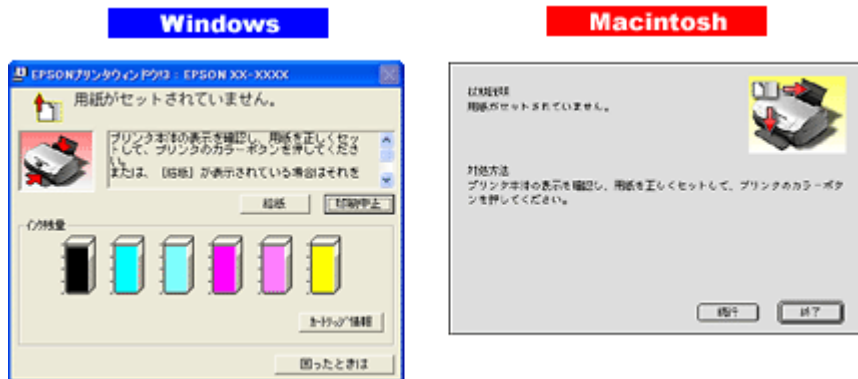 Windows
Macintosh
EPSONプリンタウィンドウ!3 : EPSON XX-XXXX
用紙がセットされていません。
プリンタ本体の表示を確認し、用紙を正しくセッ
トして、プリンタのカラーボタンを押してくださ
い。
または、［給紙］が表示されている場合はそれを
給紙
印刷中止
インク残量
カートリッジ情報
困ったときは
用紙がセットされていません。
対処方法
プリンタ本体の表示を確認し、用紙を正しくセットして、プリンタのカラーボタ
ンを押してください。
続行
終了